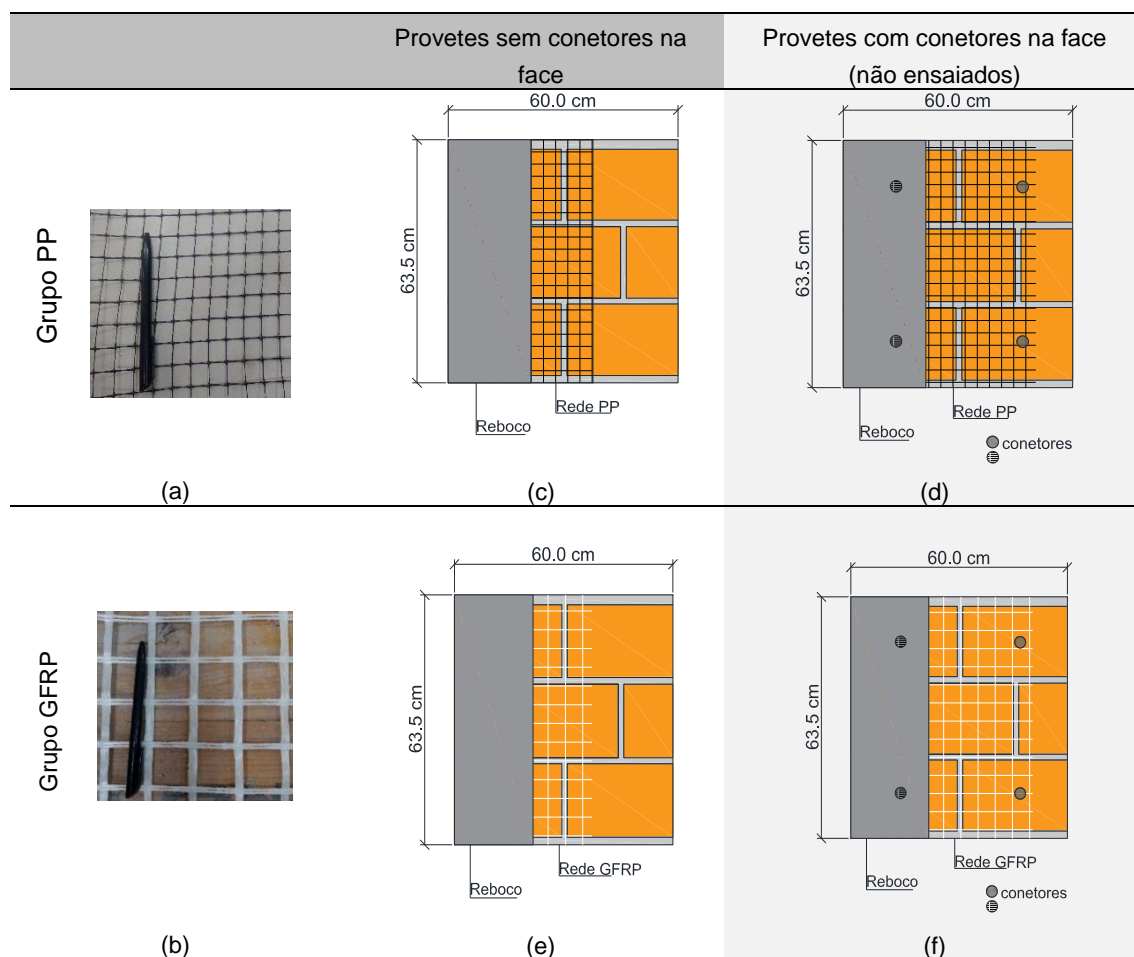 Provetes sem conetores na
face
Provetes com conetores na face
(não ensaiados)
Grupo PP
(a)
60.0 cm
63.5 cm
Rede PP
Reboco
(c)
60.0 cm
63.5 cm
Rede PP
Reboco
conetores
(d)
Grupo GFRP
(b)
60.0 cm
63.5 cm
Rede GFRP
Reboco
(e)
60.0 cm
63.5 cm
Rede GFRP
Reboco
conetores
(f)